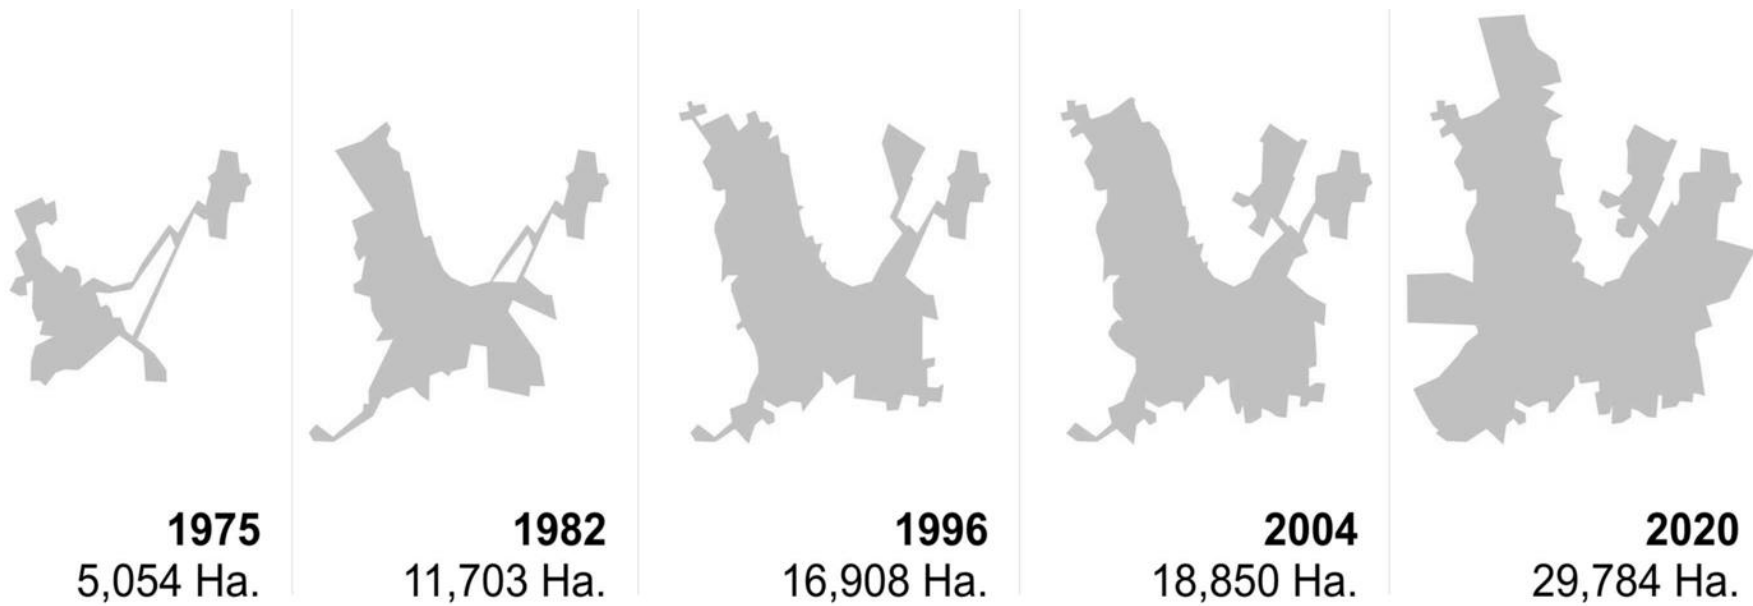 1975
5,054 Ha.
1982
11,703 Ha.
1996
16,908 Ha.
2004
18,850 Ha.
2020
29,784 Ha.